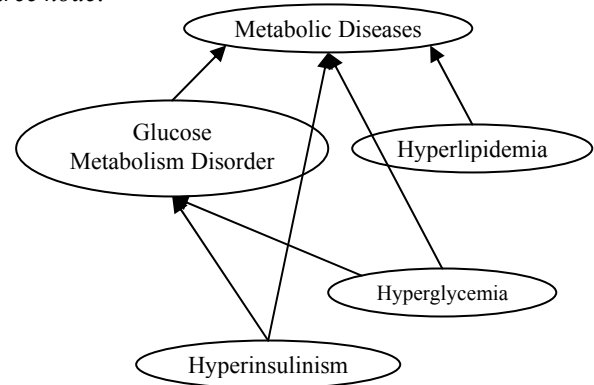 Metabolic Diseases
Glucose
Metabolism Disorder
Hyperlipidemia
Hyperglycemia
Hyperinsulinism